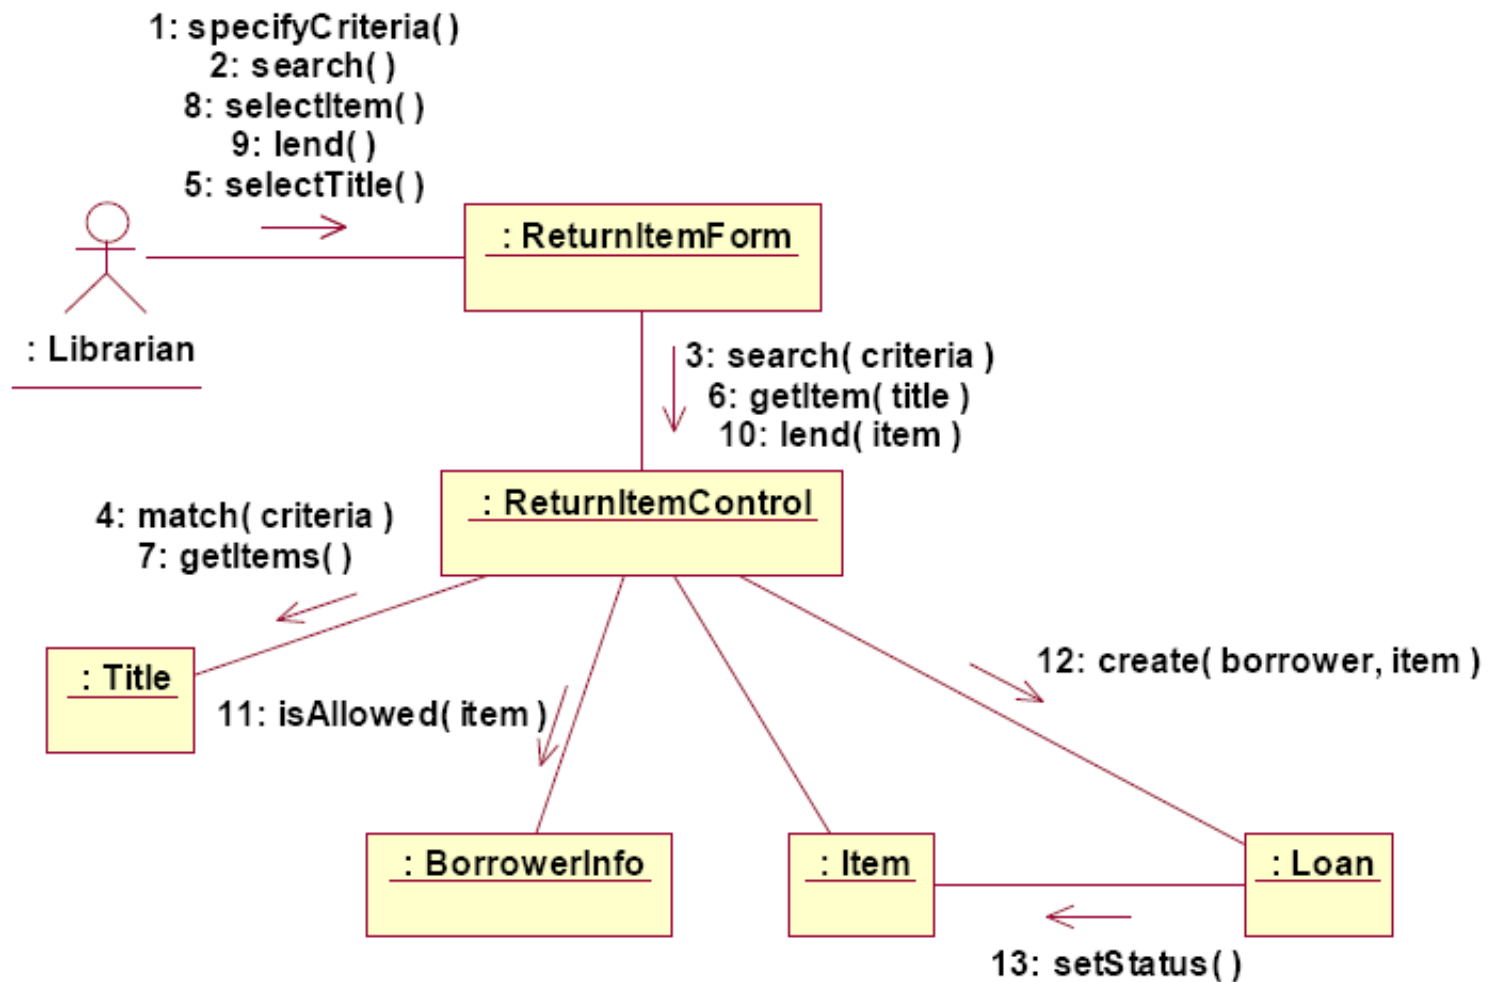 1: specifyCriteria( )
2: search( )
8: selectItem( )
9: lend( )
5: selectTitle( )
: ReturnItemForm
: Librarian
3: search( criteria )
6: getItem( title )
10: lend( item )
: ReturnItemControl
4: match( criteria )
7: getItems( )
: Title
11: isAllowed( item )
12: create( borrower, item )
: BorrowerInfo
: Item
: Loan
13: setStatus( )